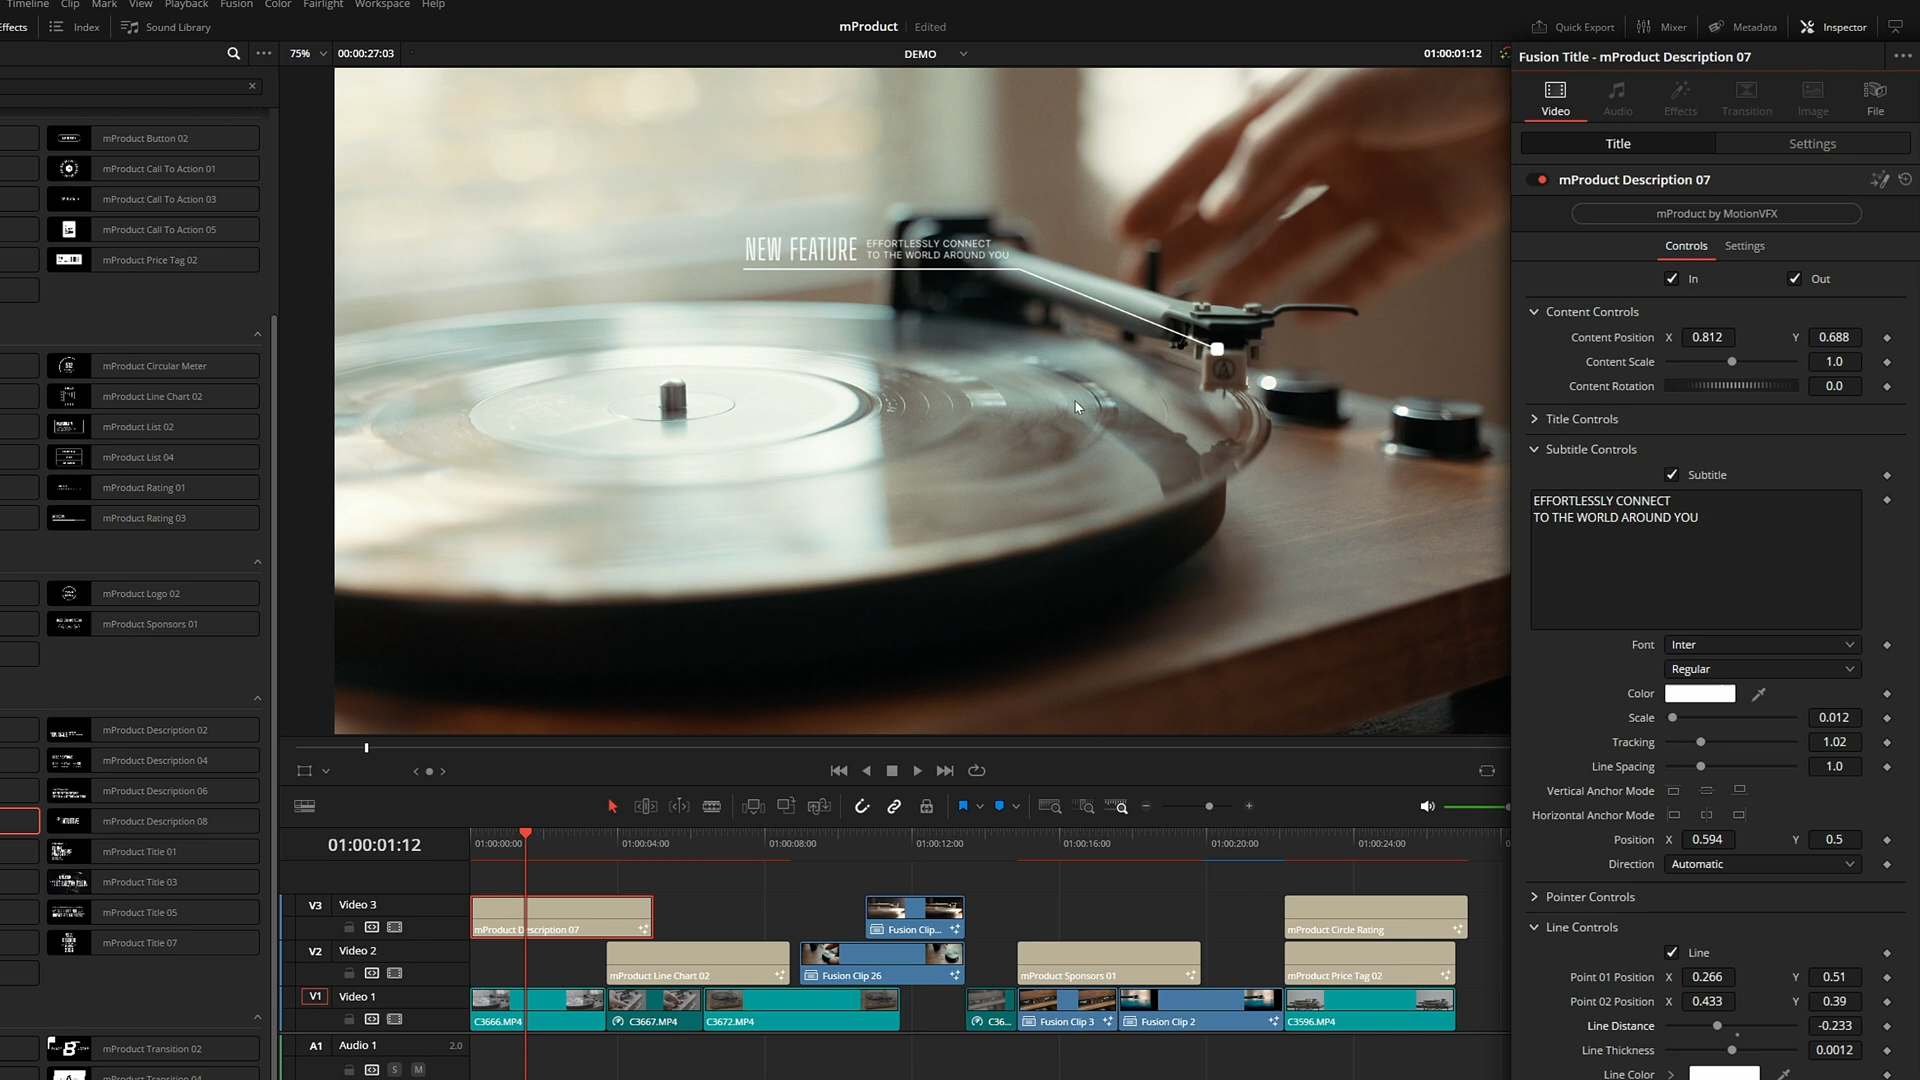 Timeline Clip Mark View Playback Fusion Color Fairlight Workspace Help
Effects Index Sound Library
mProduct Edited
Quick Export Mixer Metadata Inspector
75% 00:00:27:03
DEMO
01:00:01:12
Fusion Title - mProduct Description 07
Video Audio Effects Transition Image File
Title Settings
mProduct Description 07
mProduct by MotionVFX
Controls Settings
In Out
Content Controls
Content Position X 0.812 Y 0.688
Content Scale 1.0
Content Rotation 0.0
Title Controls
Subtitle Controls
Subtitle
EFFORTLESSLY CONNECT
TO THE WORLD AROUND YOU
Font Inter
Regular
Color
Scale 0.012
Tracking 1.02
Line Spacing 1.0
Vertical Anchor Mode
Horizontal Anchor Mode
Position X 0.594 Y 0.5
Direction Automatic
Pointer Controls
Line Controls
Line
Point 01 Position X 0.266 Y 0.51
Point 02 Position X 0.433 Y 0.39
Line Distance -0.233
Line Thickness 0.0012
Line Color
mProduct Button 02
mProduct Call To Action 01
mProduct Call To Action 03
mProduct Call To Action 05
mProduct Price Tag 02
mProduct Circular Meter
mProduct Line Chart 02
mProduct List 02
mProduct List 04
mProduct Rating 01
mProduct Rating 03
mProduct Logo 02
mProduct Sponsors 01
mProduct Description 02
mProduct Description 04
mProduct Description 06
mProduct Description 08
mProduct Title 01
mProduct Title 03
mProduct Title 05
mProduct Title 07
mProduct Transition 02
mProduct Transition 04
NEW FEATURE
EFFORTLESSLY CONNECT
TO THE WORLD AROUND YOU
01:00:01:12
01:00:00:00 01:00:04:00 01:00:08:00 01:00:12:00 01:00:16:00 01:00:20:00 01:00:24:00
V3 Video 3
mProduct Description 07 Fusion Clip... mProduct Circle Rating
V2 Video 2
mProduct Line Chart 02 Fusion Clip 26 mProduct Sponsors 01 mProduct Price Tag 02
V1 Video 1
C3666.MP4 C3667.MP4 C3672.MP4 C36... Fusion Clip 3 Fusion Clip 2 C3596.MP4
A1 Audio 1 2.0
S M